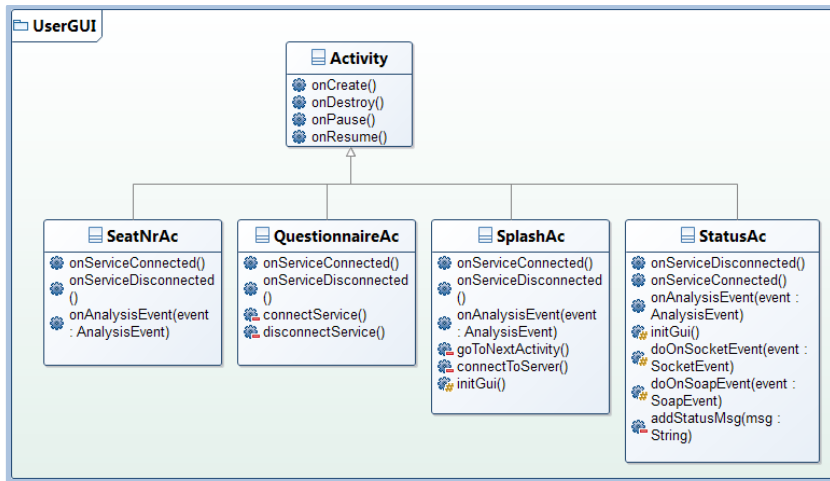 UserGUI
Activity
onCreate()
onDestroy()
onPause()
onResume()
SeatNrAc
onServiceConnected()
onServiceDisconnected
()
onAnalysisEvent(event
: AnalysisEvent)
QuestionnaireAc
onServiceConnected()
onServiceDisconnected
()
connectService()
disconnectService()
SplashAc
onServiceConnected()
onServiceDisconnected
()
onAnalysisEvent(event
: AnalysisEvent)
goToNextActivity()
connectToServer()
initGui()
StatusAc
onServiceDisconnected()
onServiceConnected()
onAnalysisEvent(event :
AnalysisEvent)
initGui()
doOnSocketEvent(event :
SocketEvent)
doOnSoapEvent(event :
SoapEvent)
addStatusMsg(msg :
String)